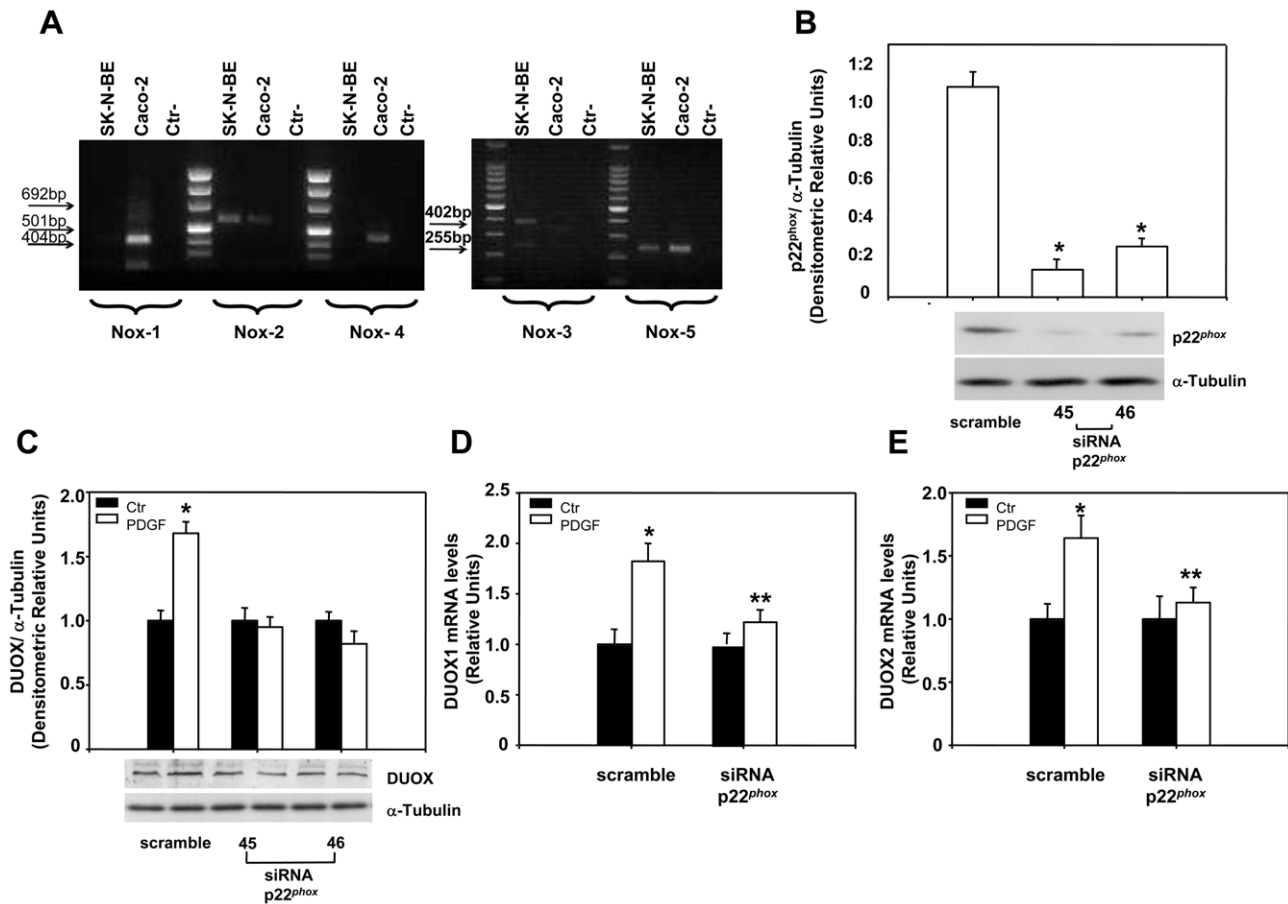 A
SK-N-BE
Caco-2
Ctr-
SK-N-BE
Caco-2
Ctr-
SK-N-BE
Caco-2
Ctr-
SK-N-BE
Caco-2
Ctr-
SK-N-BE
Caco-2
Ctr-
692bp
501bp
404bp
402bp
255bp
Nox-1
Nox-2
Nox- 4
Nox-3
Nox-5
B
p22phox/ α-Tubulin
(Densitometric Relative Units)
1:2
1:0
0:8
0:6
0:4
0:2
0
*
*
p22phox
α-Tubulin
scramble
45
46
siRNA
p22phox
C
DUOX/ α-Tubulin
(Densitometric Relative Units)
2.0
1.5
1.0
0.5
0
Ctr
PDGF
*
DUOX
α-Tubulin
scramble
45
46
siRNA
p22phox
D
DUOX1 mRNA levels
(Relative Units)
2.5
2.0
1.5
1.0
0.5
0
Ctr
PDGF
*
**
scramble
siRNA
p22phox
E
DUOX2 mRNA levels
(Relative Units)
2.0
1.5
1.0
0.5
0
Ctr
PDGF
*
**
scramble
siRNA
p22phox